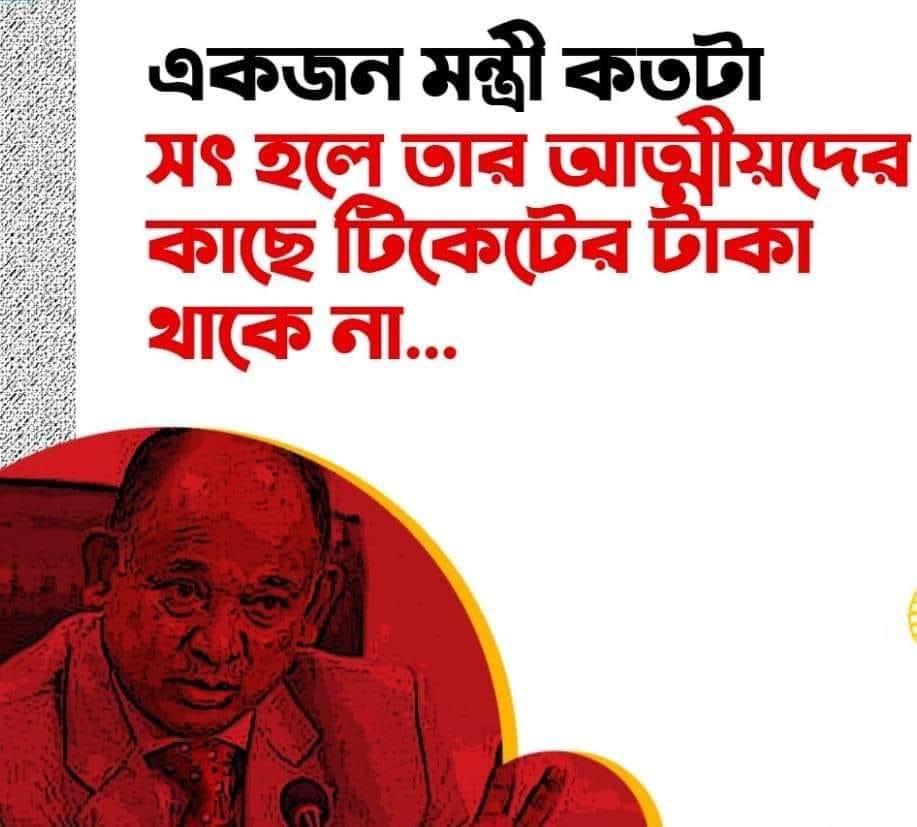 একজন মন্ত্রী কতটা
সৎ হলে তার আত্মীয়দের
কাছে টিকেটের টাকা
থাকে না...